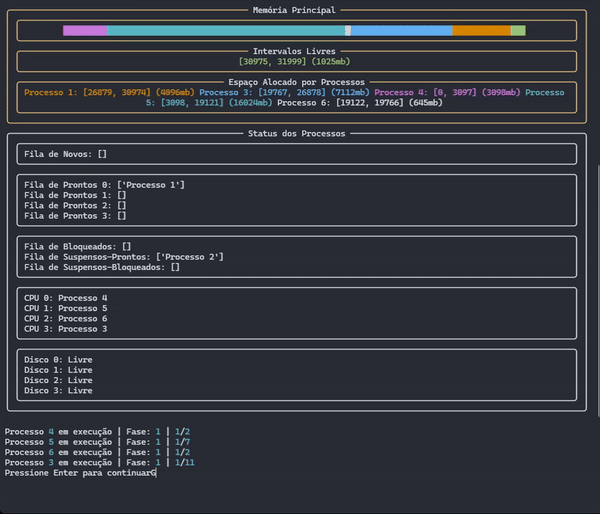 Memória Principal
Intervalos Livres
[30975, 31999] (1025mb)
Espaço Alocado por Processos
Processo 1: [26879, 30974] (4096mb) Processo 3: [19767, 26878] (7112mb) Processo 4: [0, 3097] (3098mb) Processo
5: [3098, 19121] (16024mb) Processo 6: [19122, 19766] (645mb)
Status dos Processos
Fila de Novos: []
Fila de Prontos 0: ['Processo 1']
Fila de Prontos 1: []
Fila de Prontos 2: []
Fila de Prontos 3: []
Fila de Bloqueados: []
Fila de Suspensos-Prontos: ['Processo 2']
Fila de Suspensos-Bloqueados: []
CPU 0: Processo 4
CPU 1: Processo 5
CPU 2: Processo 6
CPU 3: Processo 3
Disco 0: Livre
Disco 1: Livre
Disco 2: Livre
Disco 3: Livre
Processo 4 em execução | Fase: 1 | 1/2
Processo 5 em execução | Fase: 1 | 1/7
Processo 6 em execução | Fase: 1 | 1/2
Processo 3 em execução | Fase: 1 | 1/11
Pressione Enter para continuarG